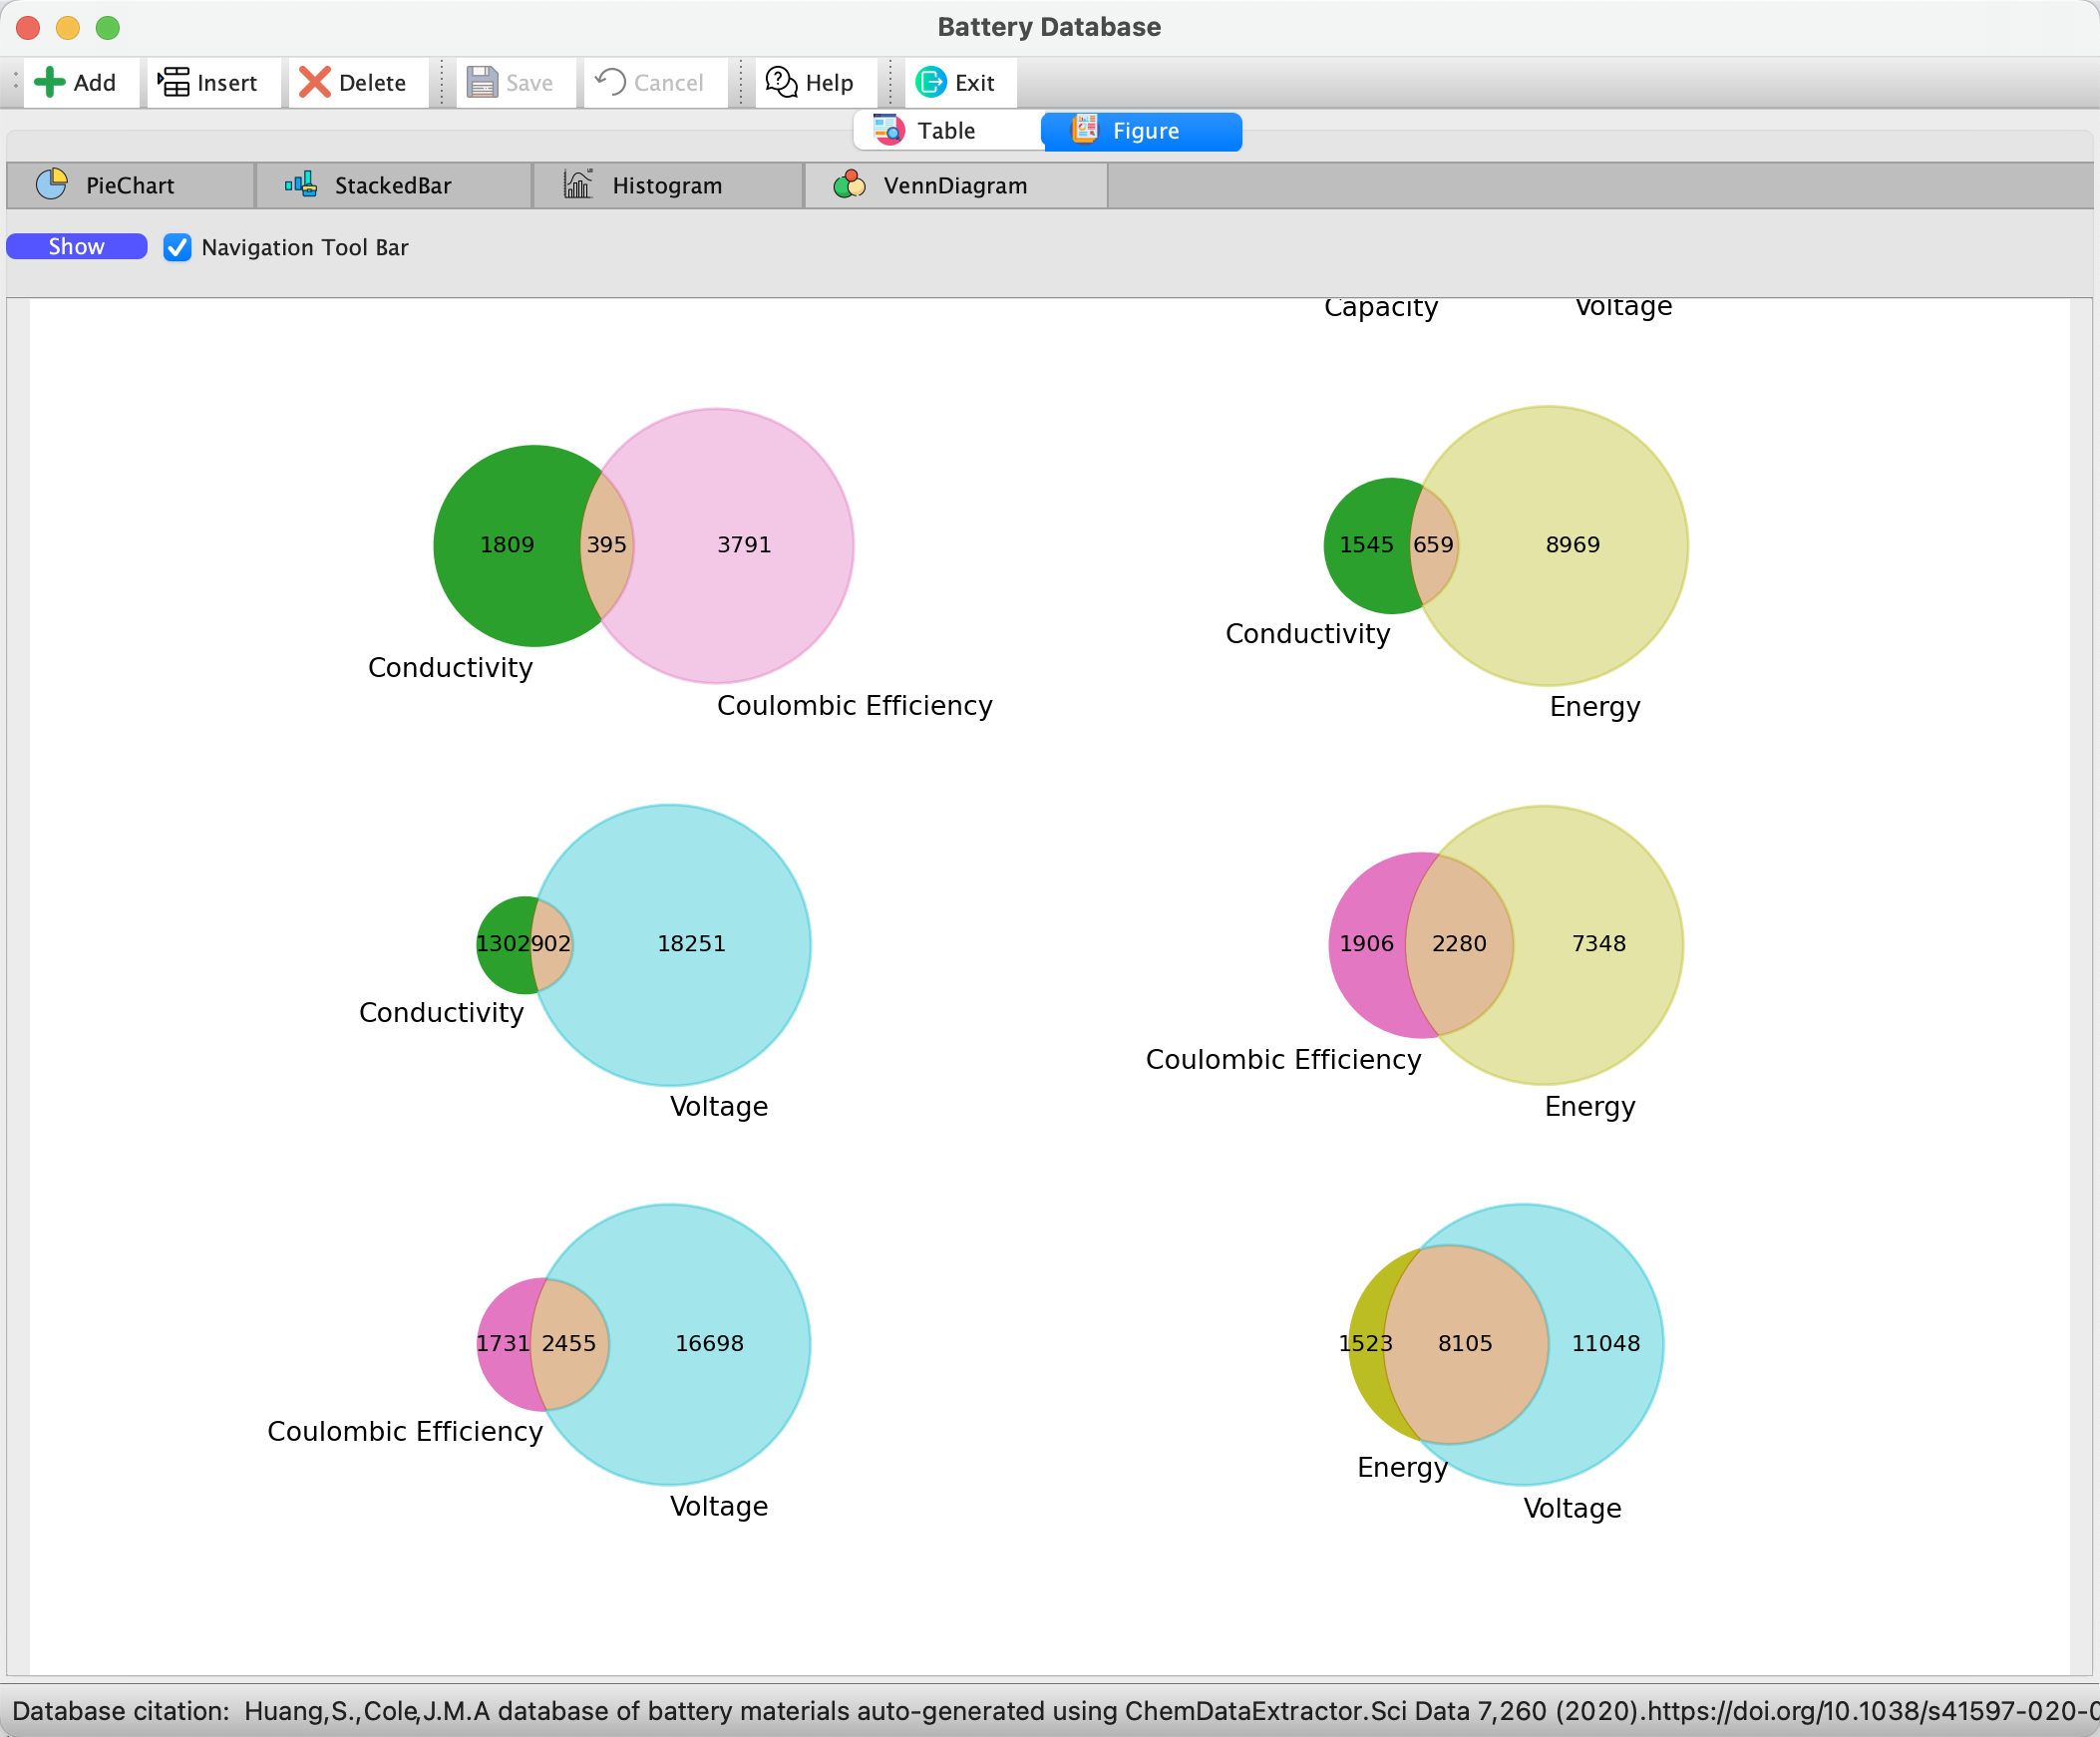 Battery Database
Add Insert Delete Save Cancel Help Exit
Table Figure
PieChart StackedBar Histogram VennDiagram
Show Navigation Tool Bar
Capacity Voltage
1809 395 3791
Conductivity
Coulombic Efficiency
1545 659 8969
Conductivity
Energy
1302 902 18251
Conductivity
Voltage
1906 2280 7348
Coulombic Efficiency
Energy
1731 2455 16698
Coulombic Efficiency
Voltage
1523 8105 11048
Energy
Voltage
Database citation: Huang,S.,Cole,J.M.A database of battery materials auto-generated using ChemDataExtractor.Sci Data 7,260 (2020).https://doi.org/10.1038/s41597-020-0